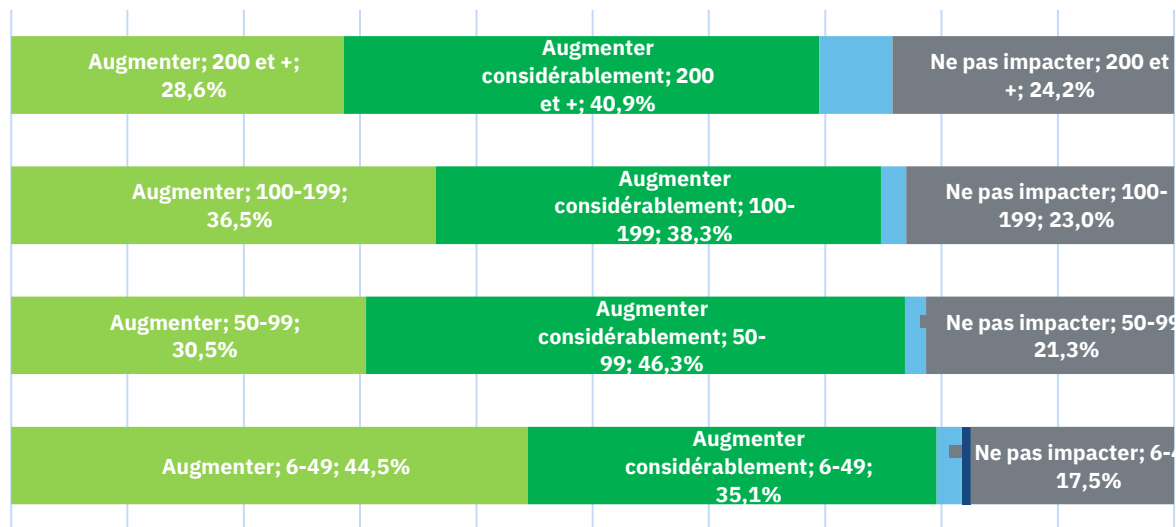 Augmenter; 200 et +;
28,6%
Augmenter
considérablement; 200
et +; 40,9%
Ne pas impacter; 200 et
+; 24,2%
Augmenter; 100-199;
36,5%
Augmenter
considérablement; 100-
199; 38,3%
Ne pas impacter; 100-
199; 23,0%
Augmenter; 50-99;
30,5%
Augmenter
considérablement; 50-
99; 46,3%
Ne pas impacter; 50-99
21,3%
Augmenter; 6-49; 44,5%
Augmenter
considérablement; 6-49;
35,1%
Ne pas impacter; 6-4
17,5%